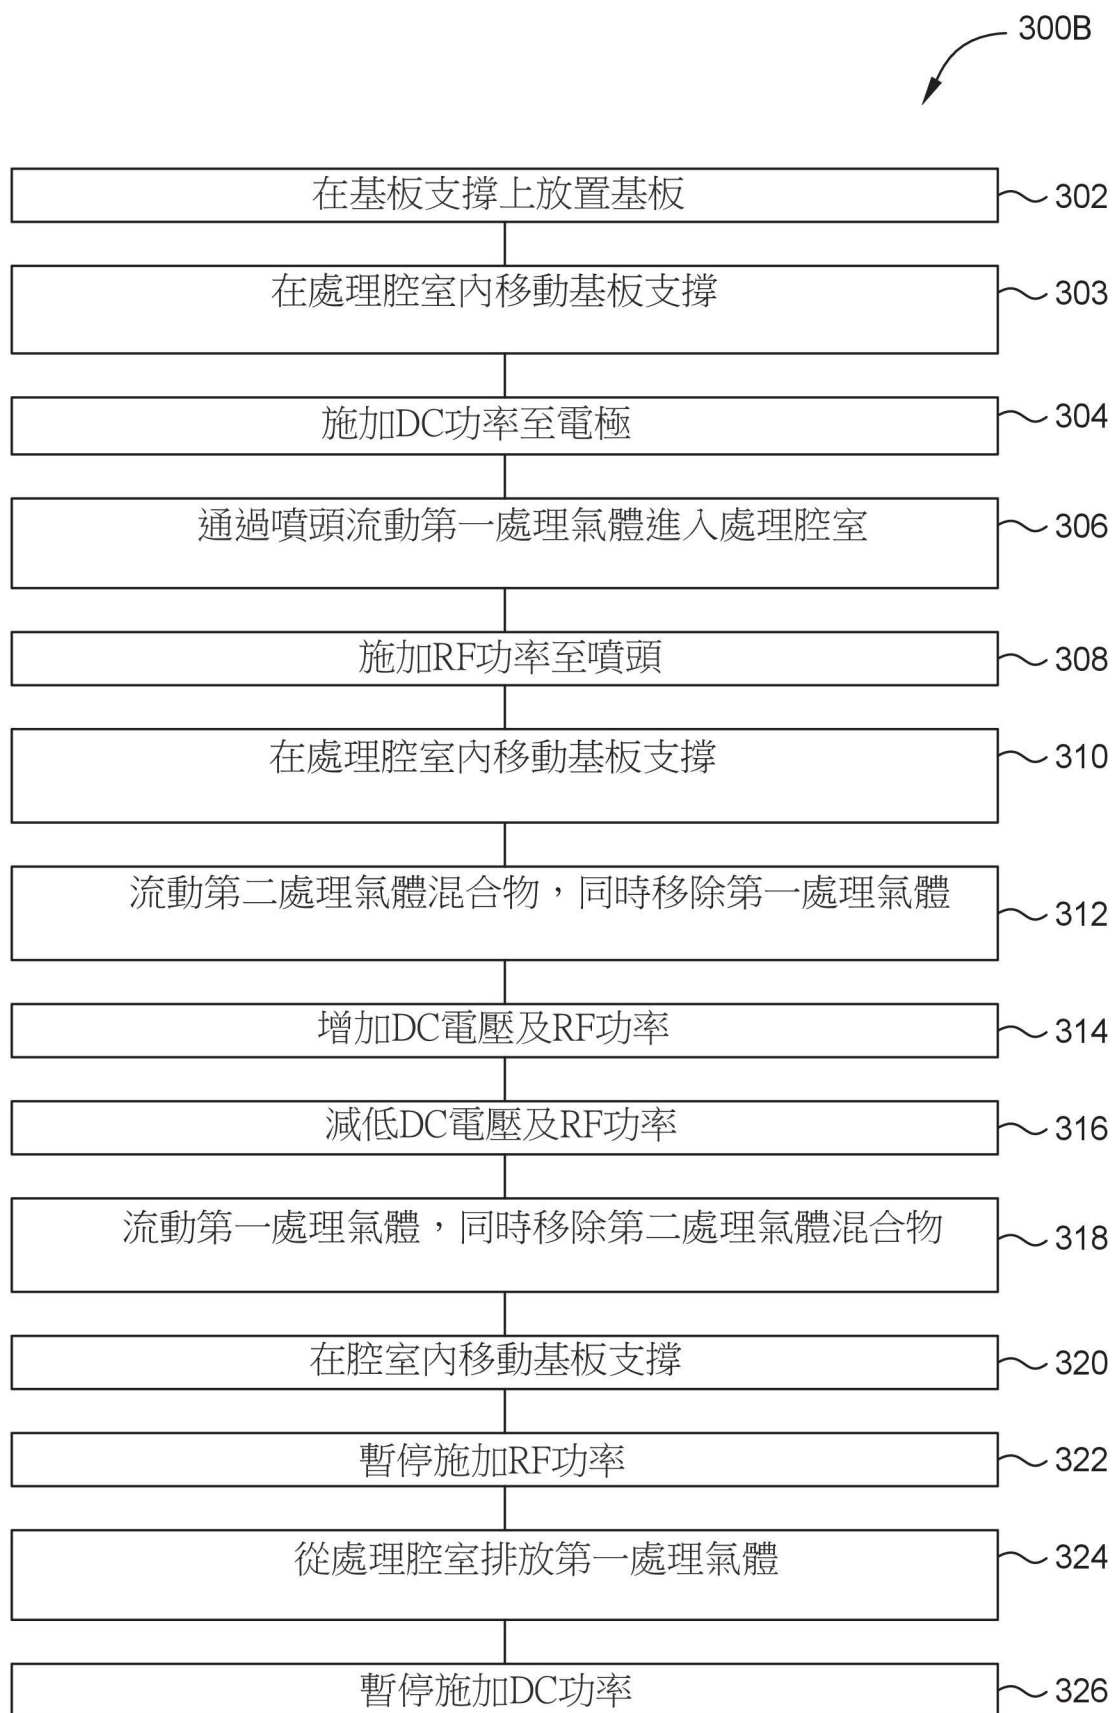 300B
在基板支撐上放置基板
302
在處理腔室內移動基板支撐
303
施加DC功率至電極
304
通過噴頭流動第一處理氣體進入處理腔室
306
施加RF功率至噴頭
308
在處理腔室內移動基板支撐
310
流動第二處理氣體混合物，同時移除第一處理氣體
312
增加DC電壓及RF功率
314
減低DC電壓及RF功率
316
流動第一處理氣體，同時移除第二處理氣體混合物
318
在腔室內移動基板支撐
320
暫停施加RF功率
322
從處理腔室排放第一處理氣體
324
暫停施加DC功率
326